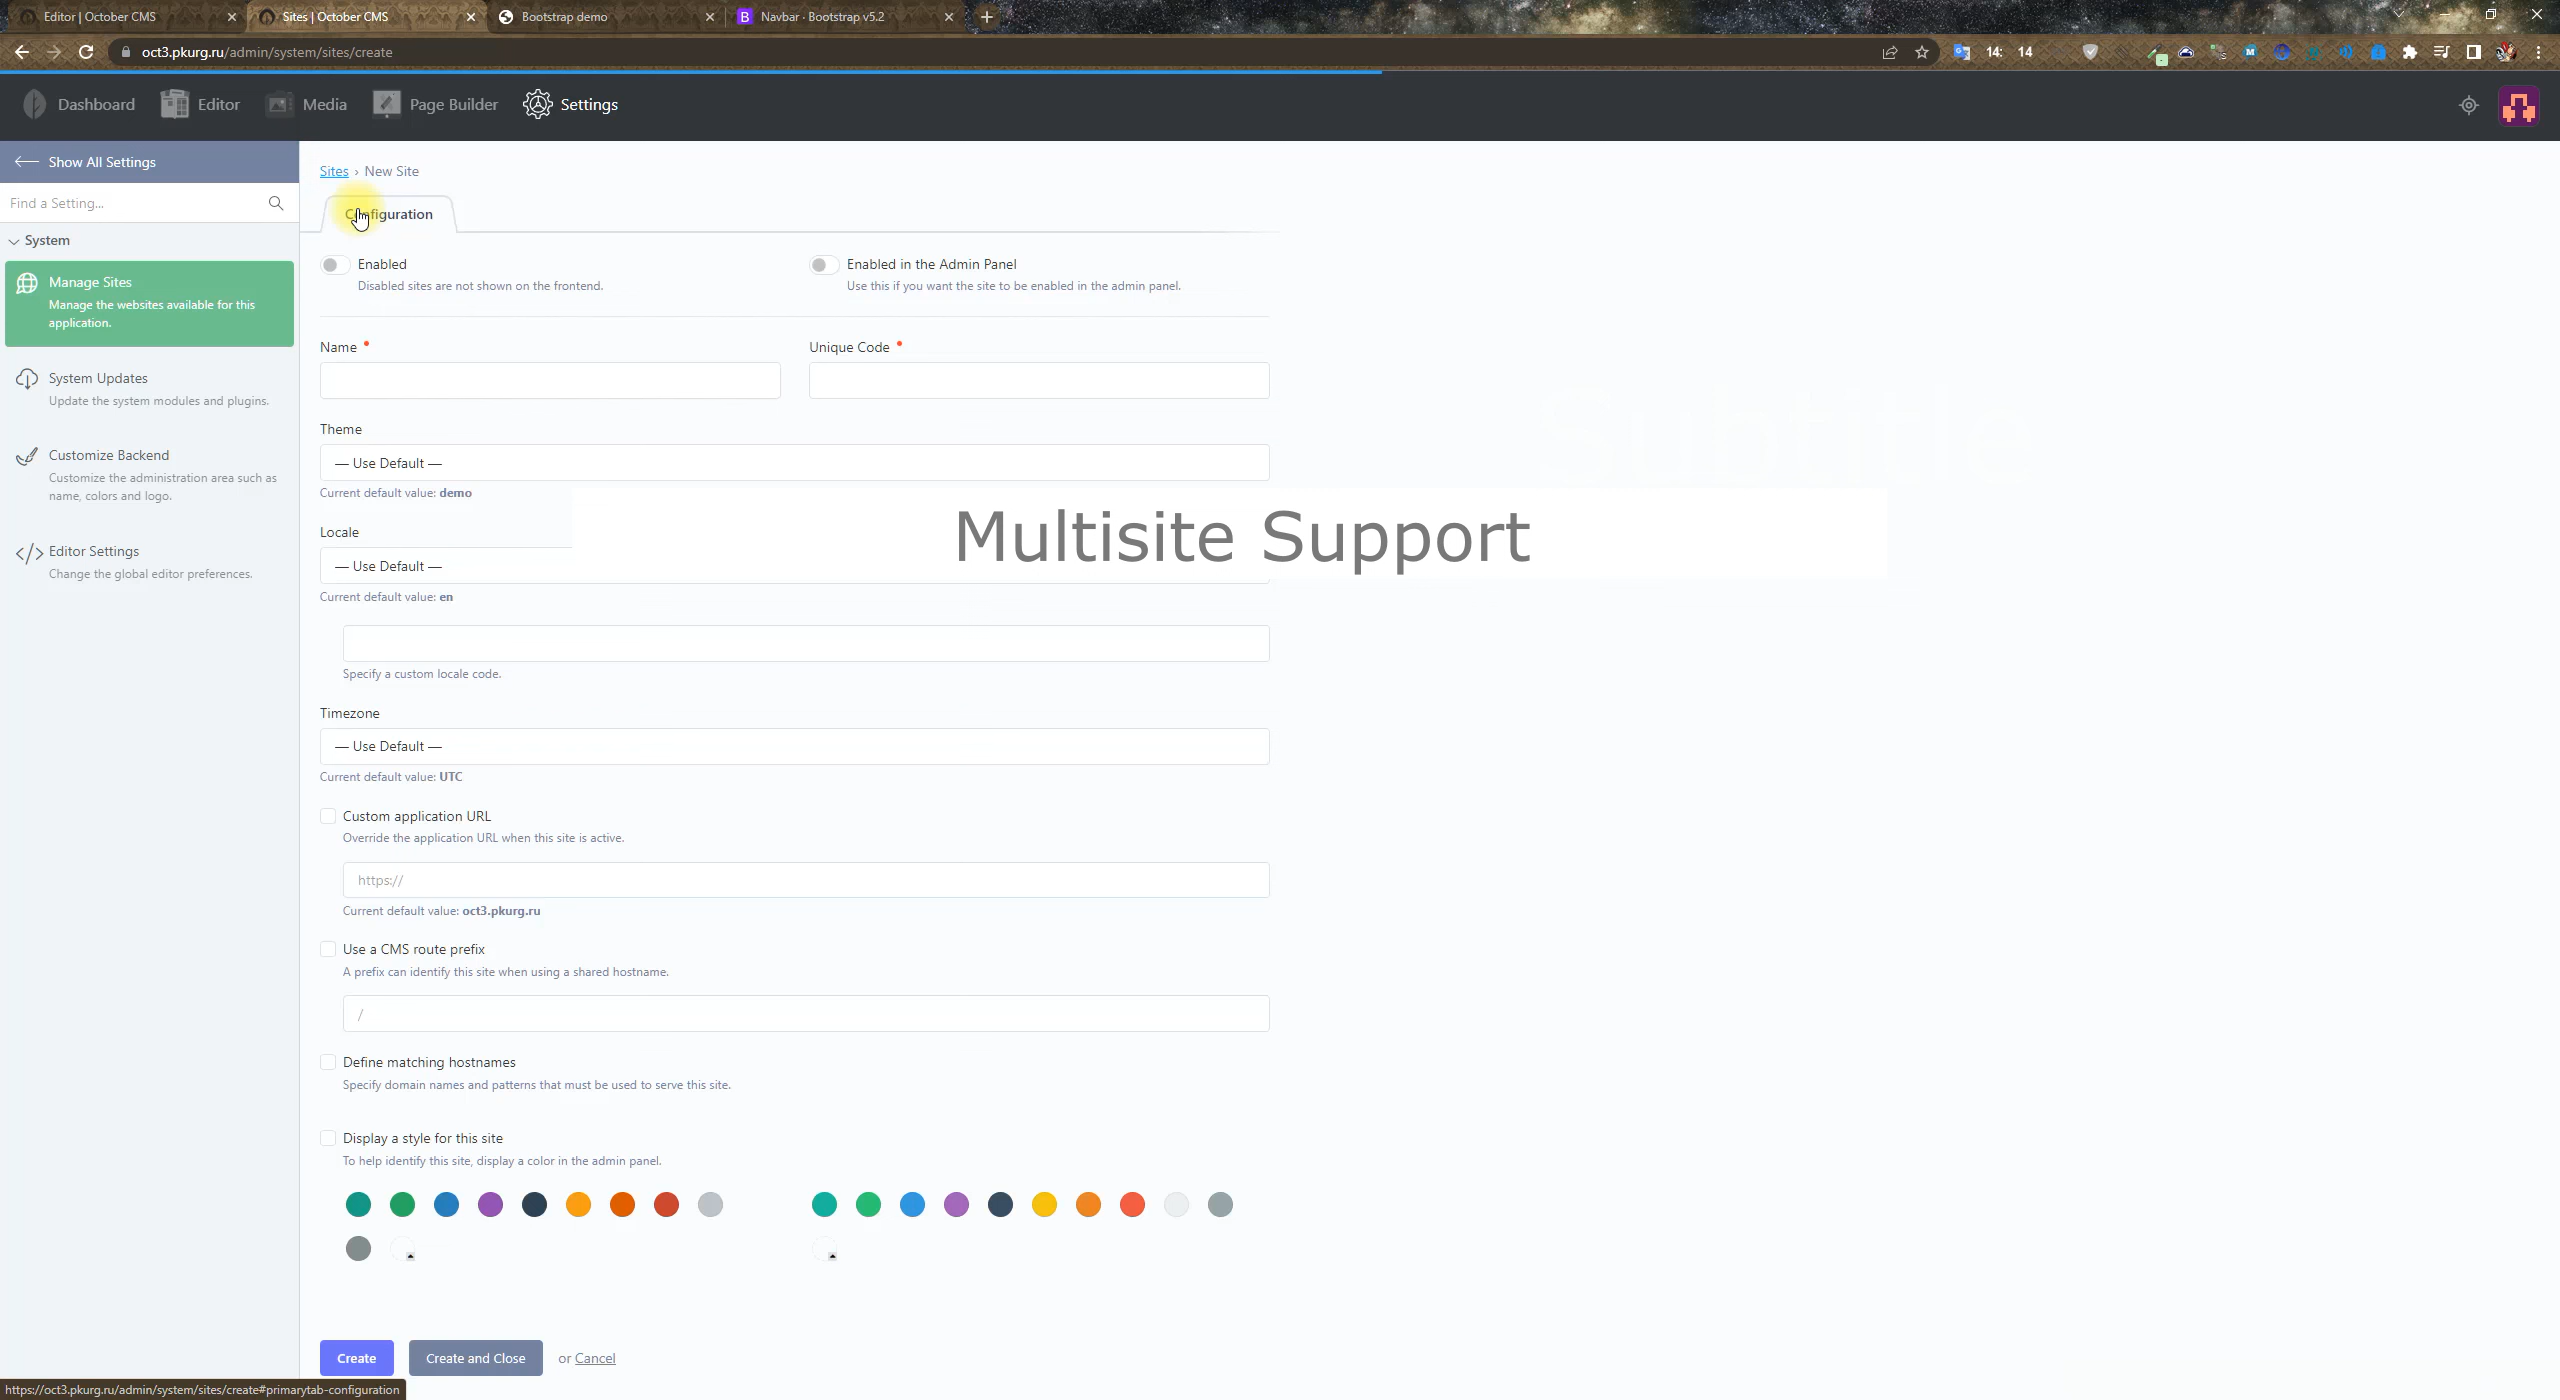 Editor | October CMS
Sites | October CMS
Bootstrap demo
B Navbar · Bootstrap v5.2
oct3.pkurg.ru/admin/system/sites/create
14: 14
Dashboard
Editor
Media
Page Builder
Settings
Show All Settings
Find a Setting...
System
Manage Sites
Manage the websites available for this
application.
System Updates
Update the system modules and plugins.
Customize Backend
Customize the administration area such as
name, colors and logo.
Editor Settings
Change the global editor preferences.
Sites › New Site
Configuration
Enabled
Disabled sites are not shown on the frontend.
Enabled in the Admin Panel
Use this if you want the site to be enabled in the admin panel.
Name
Unique Code
Theme
— Use Default —
Current default value: demo
Multisite Support
Locale
— Use Default —
Current default value: en
Specify a custom locale code.
Timezone
— Use Default —
Current default value: UTC
Custom application URL
Override the application URL when this site is active.
https://
Current default value: oct3.pkurg.ru
Use a CMS route prefix
A prefix can identify this site when using a shared hostname.
/
Define matching hostnames
Specify domain names and patterns that must be used to serve this site.
Display a style for this site
To help identify this site, display a color in the admin panel.
Create
Create and Close
or Cancel
https://oct3.pkurg.ru/admin/system/sites/create#primarytab-configuration